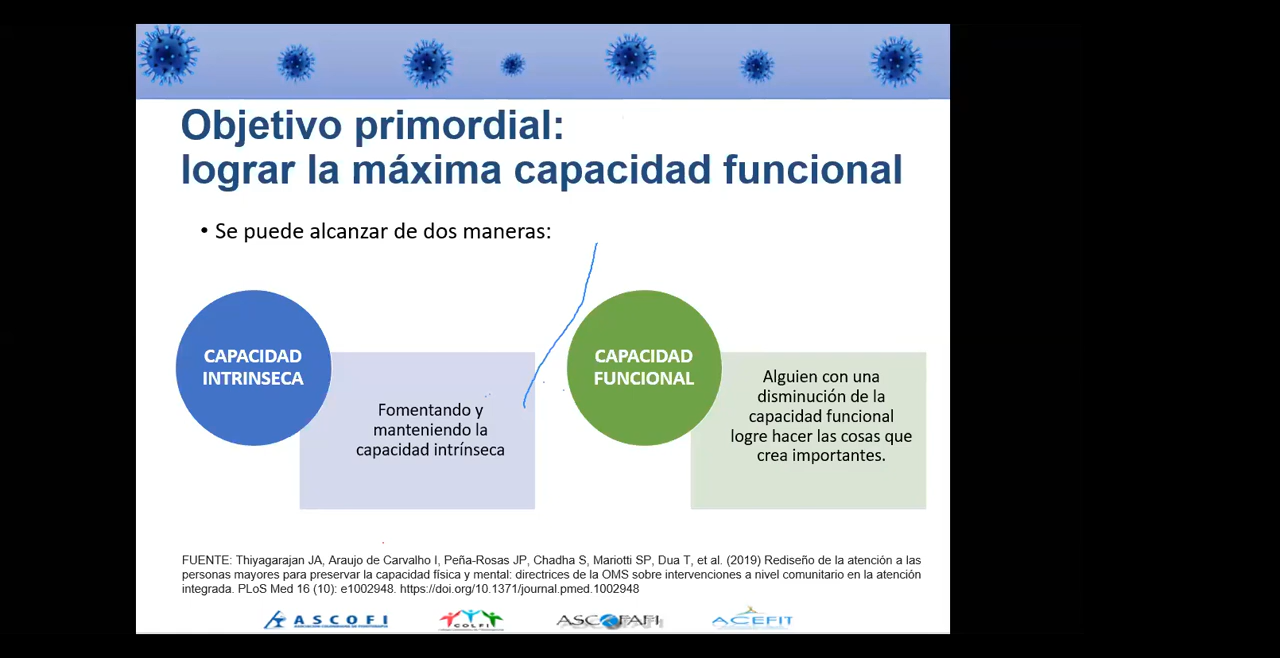 Objetivo primordial:
lograr la máxima capacidad funcional
• Se puede alcanzar de dos maneras:
CAPACIDAD
INTRINSECA
Fomentando y
manteniendo la
capacidad intrínseca
CAPACIDAD
FUNCIONAL
Alguien con una
disminución de la
capacidad funcional
logre hacer las cosas que
crea importantes.
FUENTE: Thiyagarajan JA, Araujo de Carvalho I, Peña-Rosas JP, Chadha S, Mariotti SP, Dua T, et al. (2019) Rediseño de la atención a las
personas mayores para preservar la capacidad física y mental: directrices de la OMS sobre intervenciones a nivel comunitario en la atención
integrada. PLoS Med 16 (10): e1002948. https://doi.org/10.1371/journal.pmed.1002948
ASCOFI
COLFI
ASCOFAFI
ACEFIT